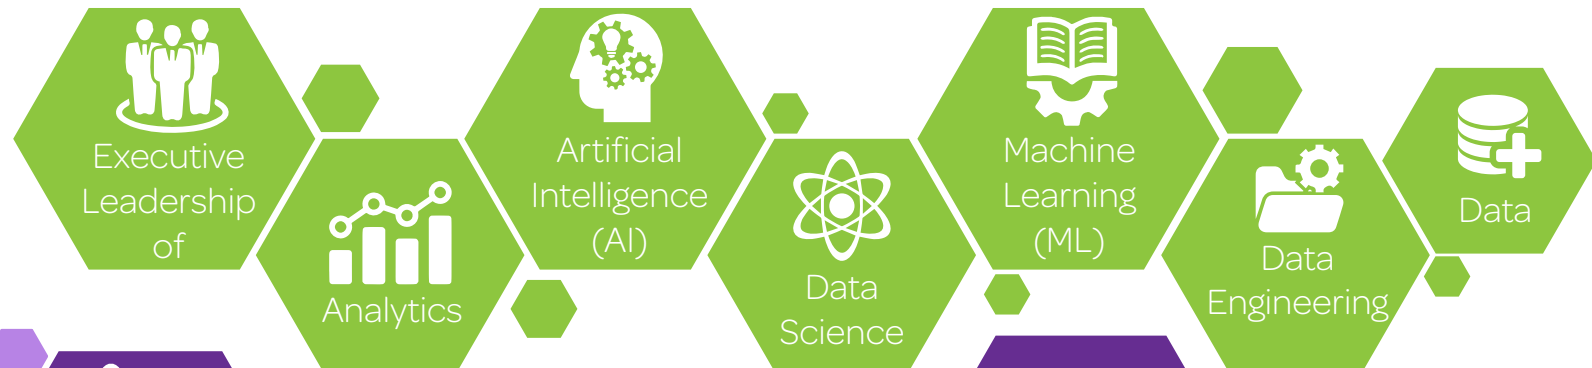 Executive
Leadership
of
Analytics
Artificial
Intelligence
(AI)
Data
Science
Machine
Learning
(ML)
Data
Engineering
Data